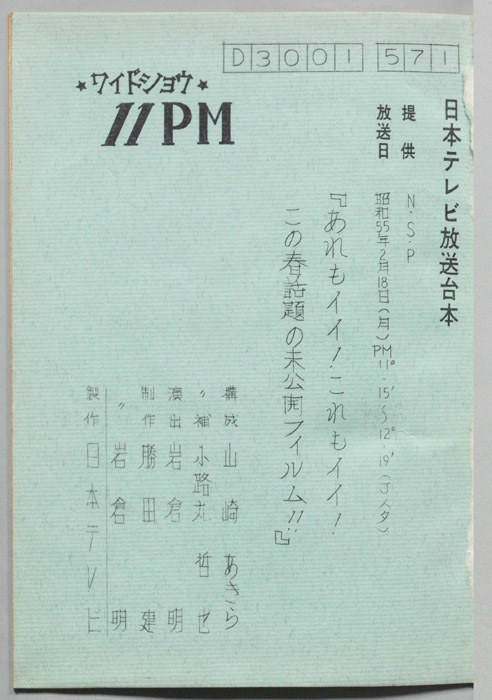 D3001 571
★ワイドショウ★
11PM
日本テレビ放送台本
提供 N・S・P
放送日 昭和55年2月18日(月)PM11°・15′〜12°・19′(ナマ)
『あれもイイ!これもイイ!
この春話題の未公開フィルム!!』
構成 山崎 あきら
〃補 小路丸 哲也
演出 岩倉 明
制作 勝田 建
〃 岩倉 明
製作 日本テレビ